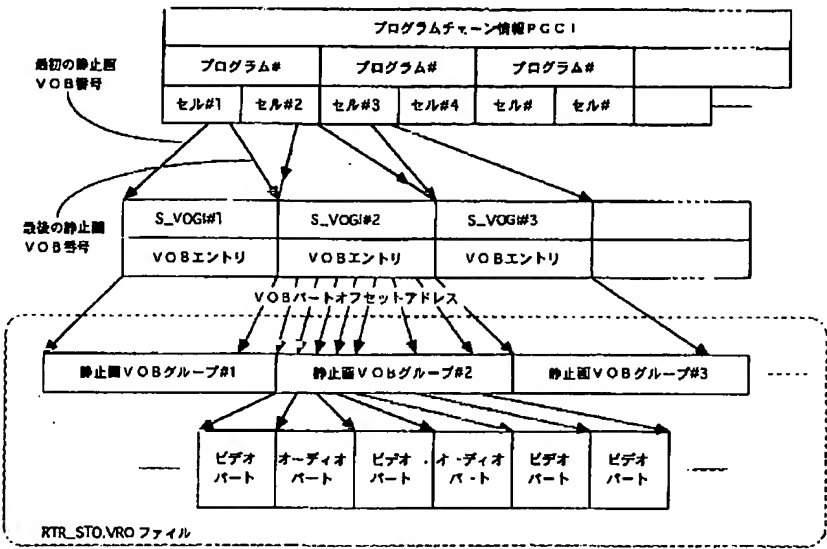 プログラムチェーン情報PGCI
プログラム# プログラム# プログラム#
セル#1 セル#2 セル#3 セル#4 セル# セル#
最初の静止画
VOB番号
最後の静止画
VOB番号
S_VOGI#1 S_VOGI#2 S_VOGI#3
VOBエントリ VOBエントリ VOBエントリ
VOBパートオフセットアドレス
静止画VOBグループ#1 静止画VOBグループ#2 静止画VOBグループ#3
ビデオ オーディオ ビデオ オーディオ ビデオ ビデオ
パート パート パート パート パート パート
RTR_STO.VRO ファイル